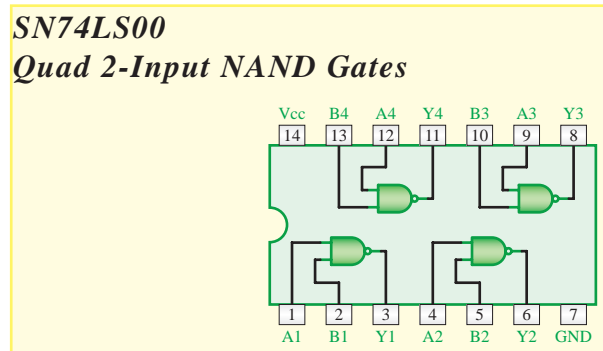 SN74LS00
Quad 2-Input NAND Gates
Vcc B4 A4 Y4 B3 A3 Y3
14 13 12 11 10 9 8
1 2 3 4 5 6 7
A1 B1 Y1 A2 B2 Y2 GND